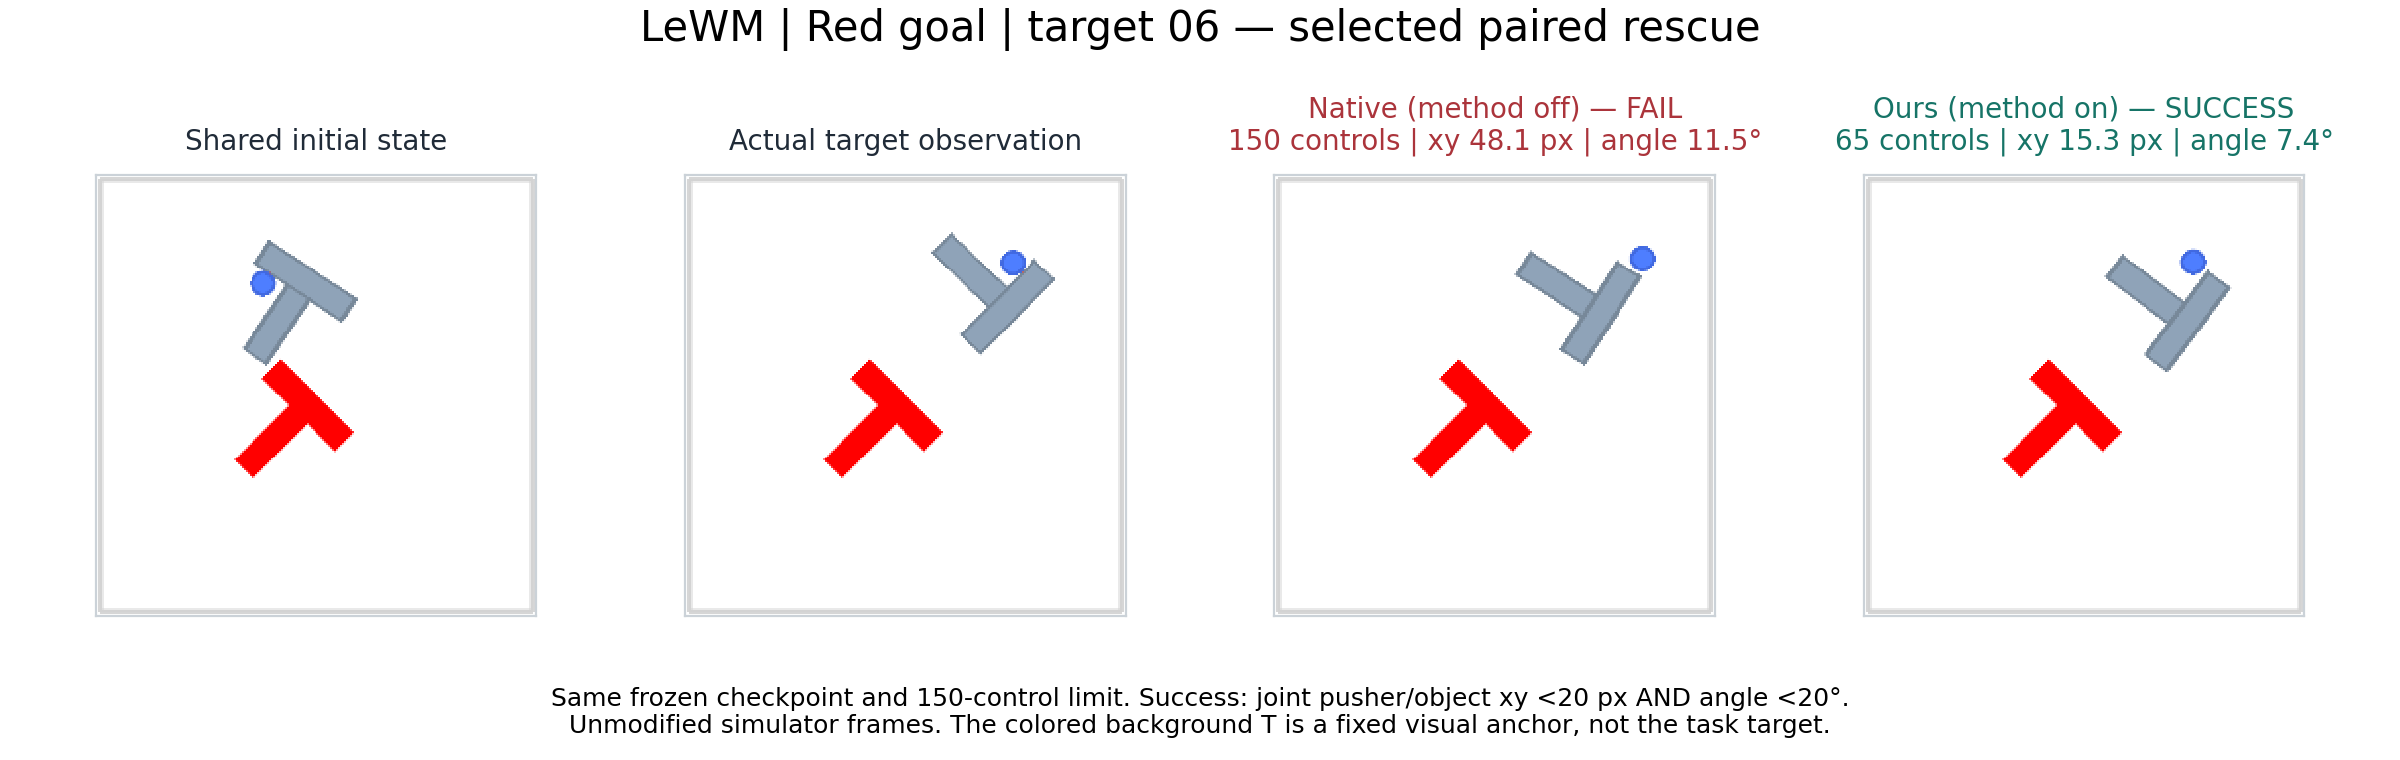 LeWM | Red goal | target 06 — selected paired rescue
Shared initial state
Actual target observation
Native (method off) — FAIL
150 controls | xy 48.1 px | angle 11.5°
Ours (method on) — SUCCESS
65 controls | xy 15.3 px | angle 7.4°
Same frozen checkpoint and 150-control limit. Success: joint pusher/object xy <20 px AND angle <20°.
Unmodified simulator frames. The colored background T is a fixed visual anchor, not the task target.